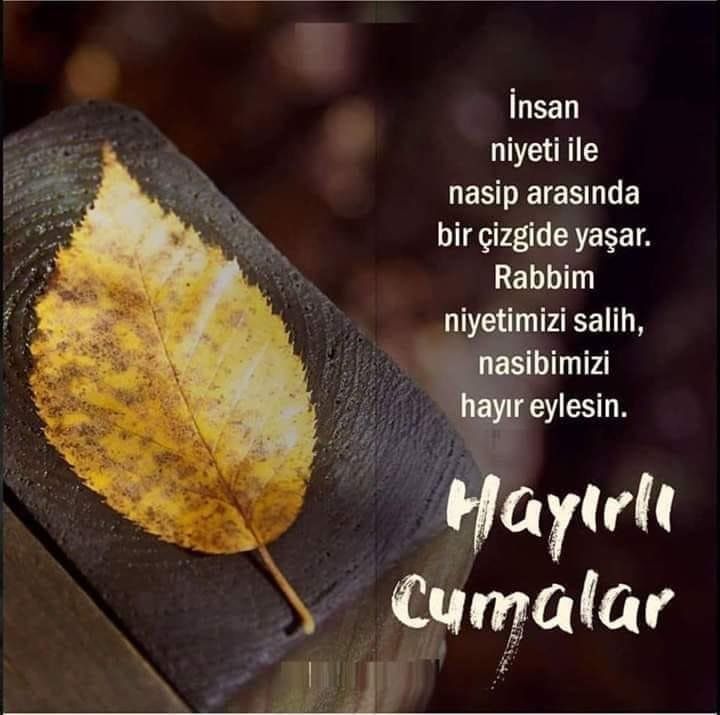 İnsan
niyeti ile
nasip arasında
bir çizgide yaşar.
Rabbim
niyetimizi salih,
nasibimizi
hayır eylesin.
Hayırlı
Cumalar